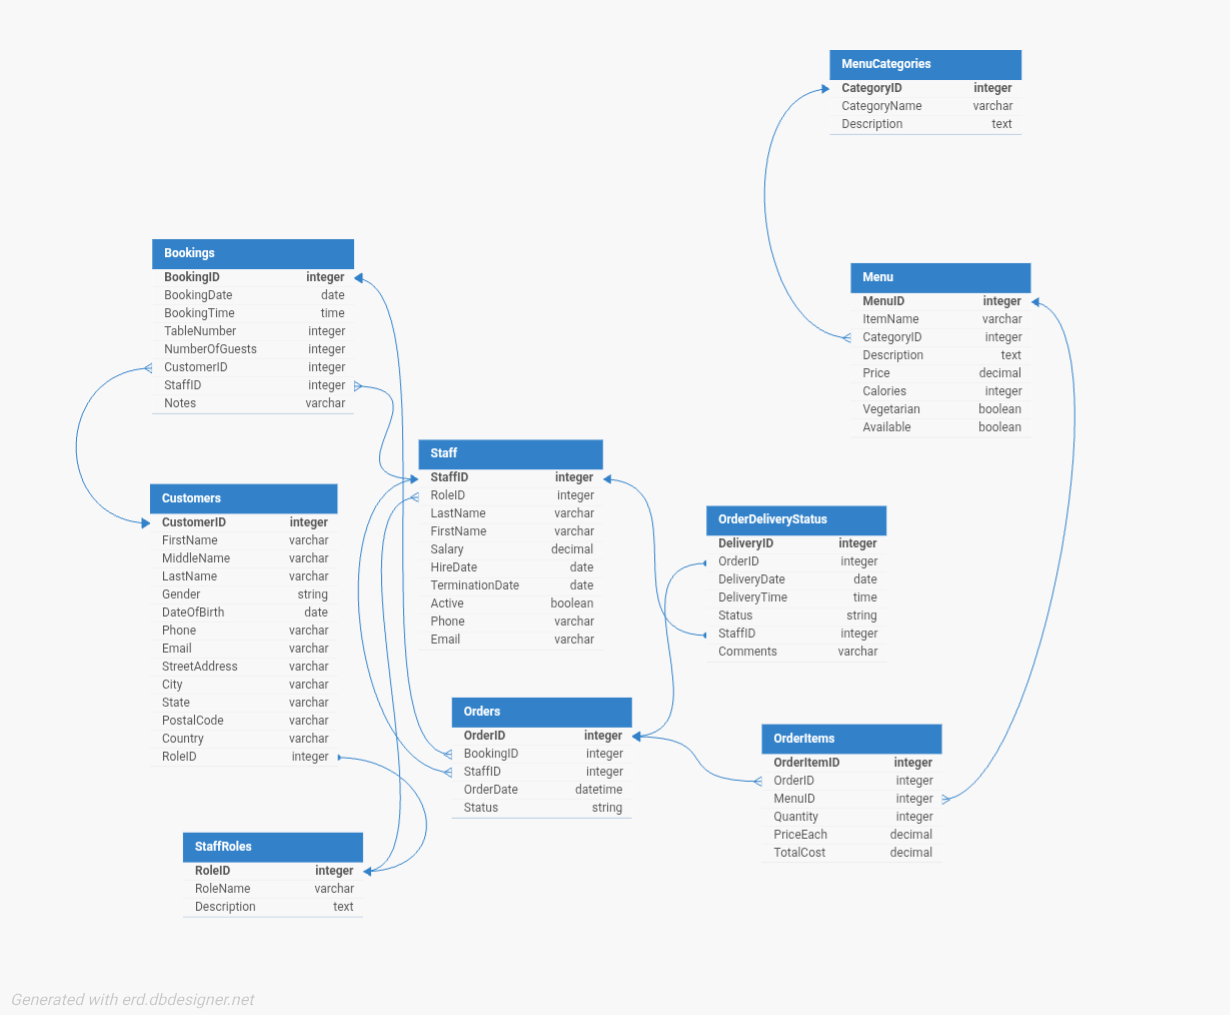 MenuCategories
CategoryID integer
CategoryName varchar
Description text
Bookings
BookingID integer
BookingDate date
BookingTime time
TableNumber integer
NumberOfGuests integer
CustomerID integer
StaffID integer
Notes varchar
Menu
MenuID integer
ItemName varchar
CategoryID integer
Description text
Price decimal
Calories integer
Vegetarian boolean
Available boolean
Staff
StaffID integer
RoleID integer
LastName varchar
FirstName varchar
Salary decimal
HireDate date
TerminationDate date
Active boolean
Phone varchar
Email varchar
Customers
CustomerID integer
FirstName varchar
MiddleName varchar
LastName varchar
Gender string
DateOfBirth date
Phone varchar
Email varchar
StreetAddress varchar
City varchar
State varchar
PostalCode varchar
Country varchar
RoleID integer
OrderDeliveryStatus
DeliveryID integer
OrderID integer
DeliveryDate date
DeliveryTime time
Status string
StaffID integer
Comments varchar
Orders
OrderID integer
BookingID integer
StaffID integer
OrderDate datetime
Status string
OrderItems
OrderItemID integer
OrderID integer
MenuID integer
Quantity integer
PriceEach decimal
TotalCost decimal
StaffRoles
RoleID integer
RoleName varchar
Description text
Generated with erd.dbdesigner.net